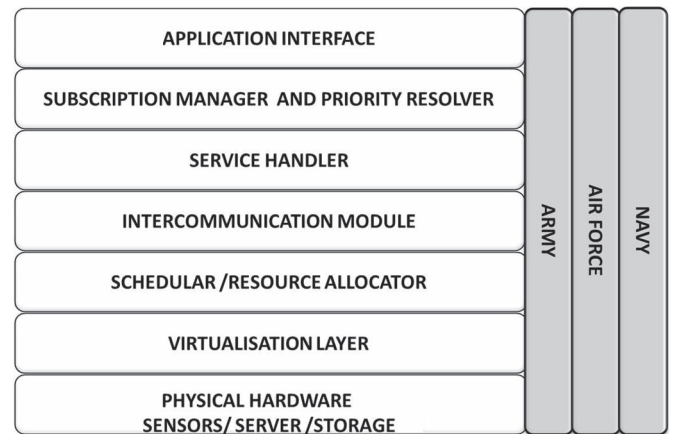 APPLICATION INTERFACE
SUBSCRIPTION MANAGER AND PRIORITY RESOLVER
SERVICE HANDLER
INTERCOMMUNICATION MODULE
SCHEDULAR /RESOURCE ALLOCATOR
VIRTUALISATION LAYER
PHYSICAL HARDWARE
SENSORS/ SERVER /STORAGE
ARMY
AIR FORCE
NAVY